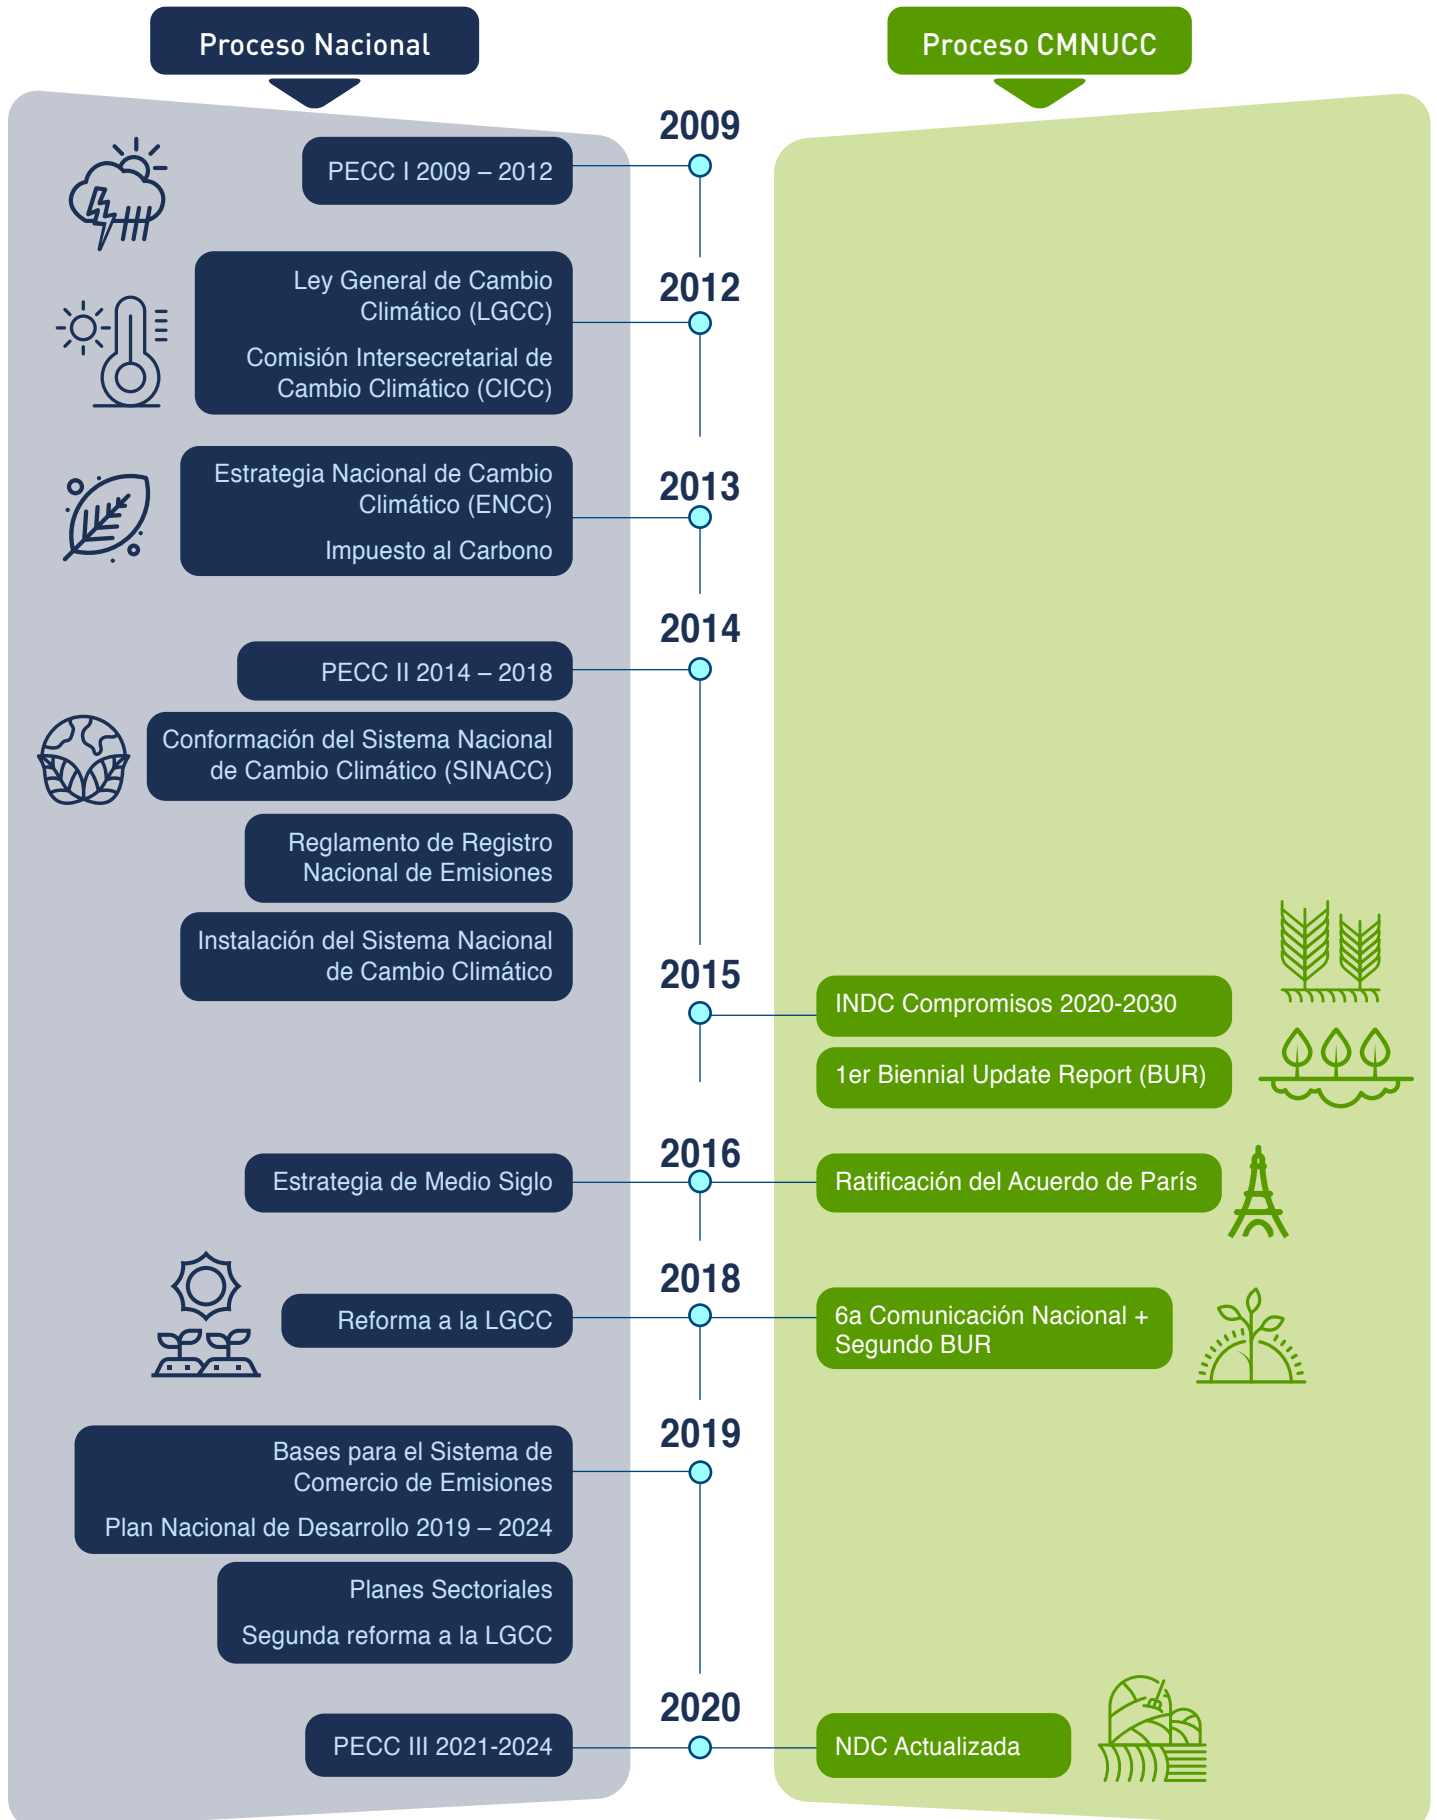 Proceso Nacional
Proceso CMNUCC
2009
PECC I 2009 – 2012
2012
Ley General de Cambio
Climático (LGCC)
Comisión Intersecretarial de
Cambio Climático (CICC)
2013
Estrategia Nacional de Cambio
Climático (ENCC)
Impuesto al Carbono
2014
PECC II 2014 – 2018
Conformación del Sistema Nacional
de Cambio Climático (SINACC)
Reglamento de Registro
Nacional de Emisiones
Instalación del Sistema Nacional
de Cambio Climático
2015
INDC Compromisos 2020-2030
1er Biennial Update Report (BUR)
2016
Estrategia de Medio Siglo
Ratificación del Acuerdo de París
2018
Reforma a la LGCC
6a Comunicación Nacional +
Segundo BUR
2019
Bases para el Sistema de
Comercio de Emisiones
Plan Nacional de Desarrollo 2019 – 2024
Planes Sectoriales
Segunda reforma a la LGCC
2020
PECC III 2021-2024
NDC Actualizada